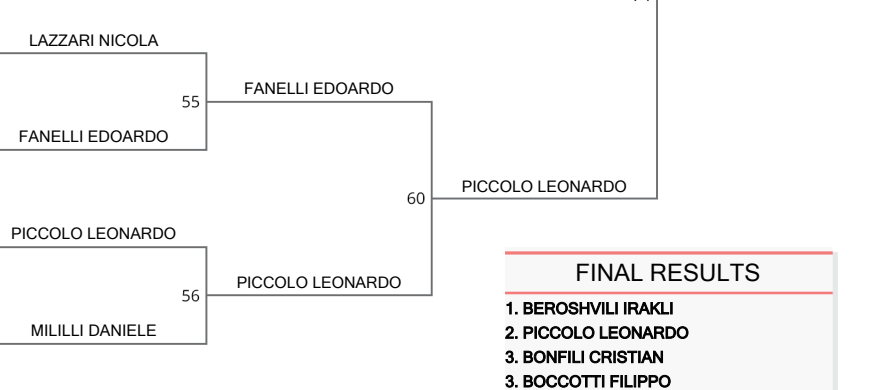 LAZZARI NICOLA
FANELLI EDOARDO
55
FANELLI EDOARDO
PICCOLO LEONARDO
60
PICCOLO LEONARDO
PICCOLO LEONARDO
56
MILILLI DANIELE
FINAL RESULTS
1. BEROSHVILI IRAKLI
2. PICCOLO LEONARDO
3. BONFILI CRISTIAN
3. BOCCOTTI FILIPPO